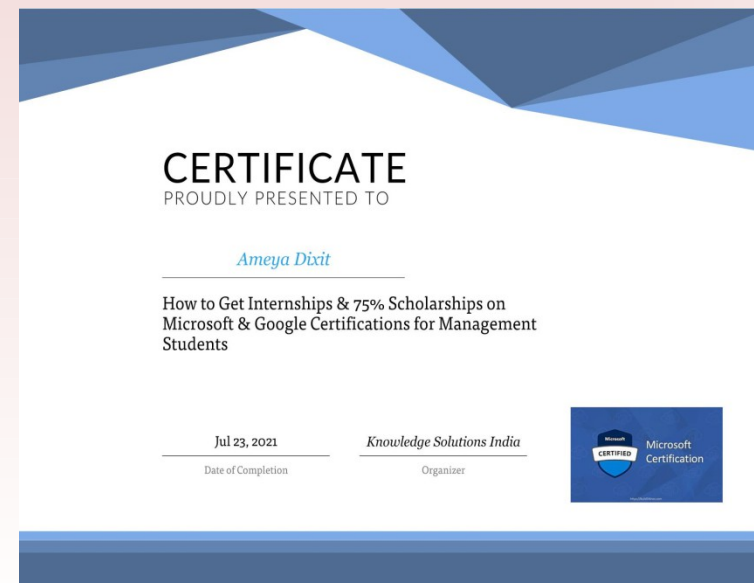 CERTIFICATE
PROUDLY PRESENTED TO
Ameya Dixit
How to Get Internships & 75% Scholarships on
Microsoft & Google Certifications for Management
Students
Jul 23, 2021
Knowledge Solutions India
Date of Completion
Organizer
Microsoft
CERTIFIED
Microsoft
Certification